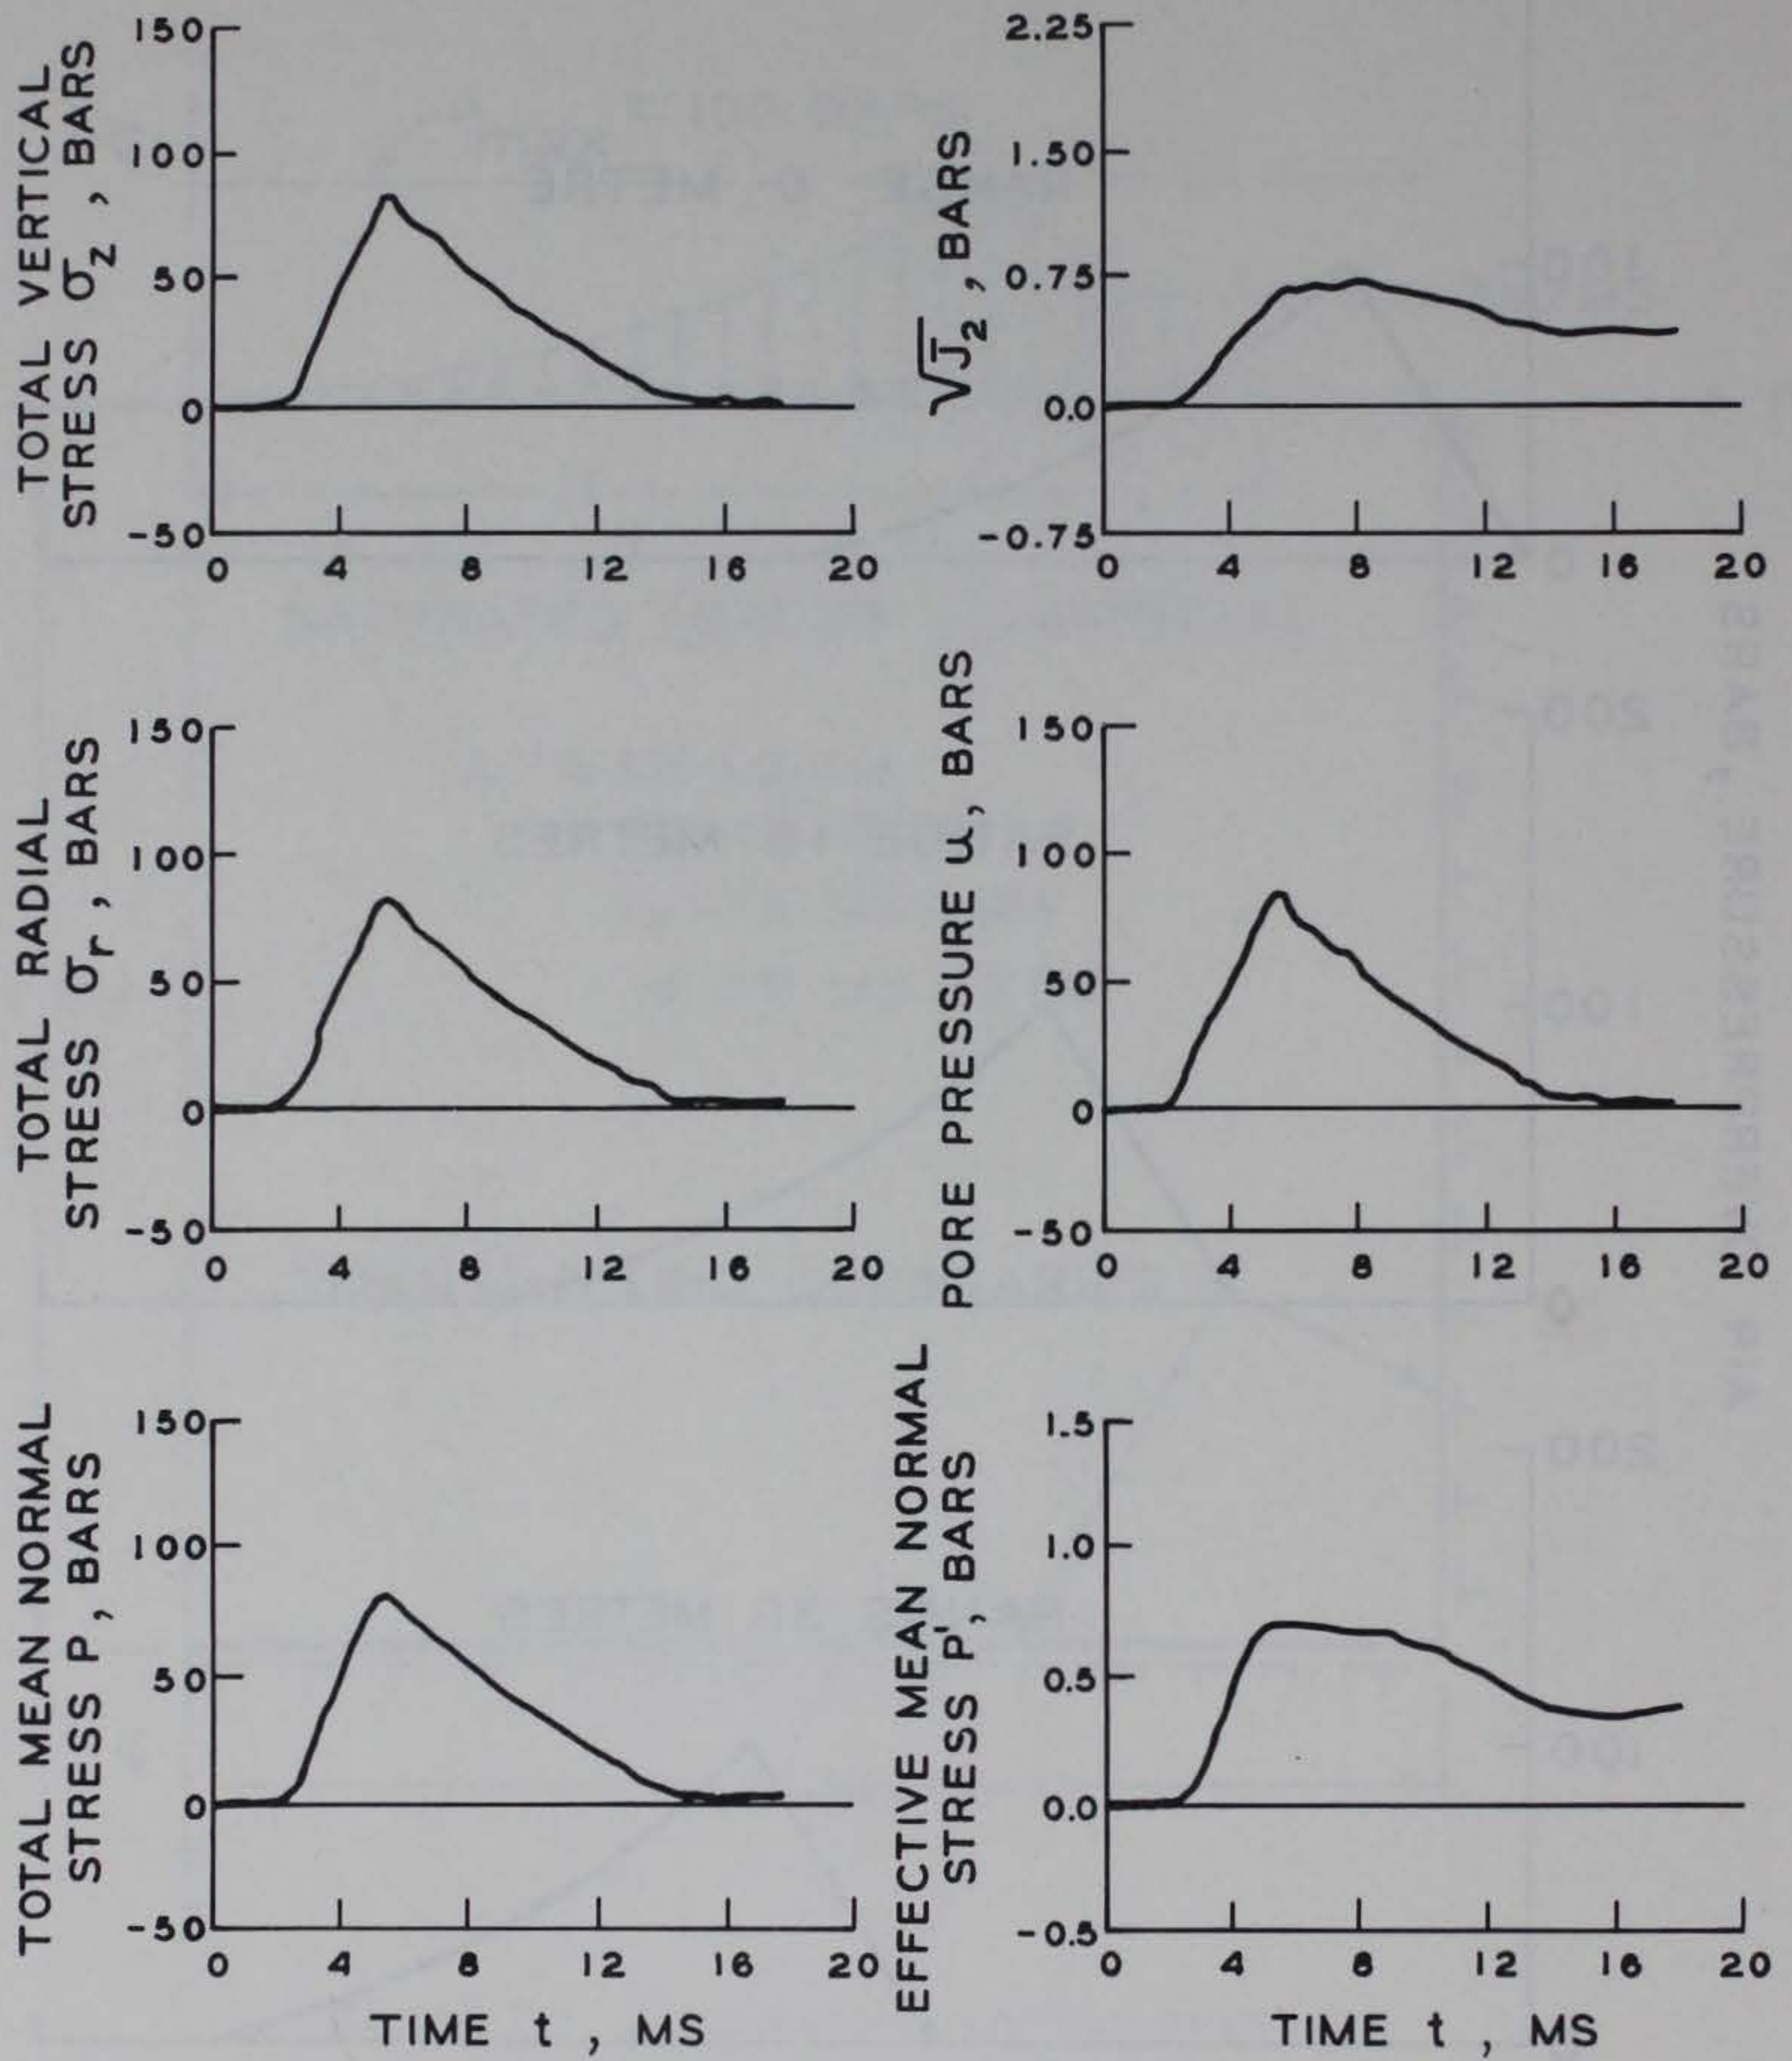 TOTAL VERTICAL
STRESS σz, BARS
150
100
50
0
-50
0 4 8 12 16 20
√J̅2, BARS
2.25
1.50
0.75
0.0
-0.75
0 4 8 12 16 20
TOTAL RADIAL
STRESS σr, BARS
150
100
50
0
-50
0 4 8 12 16 20
PORE PRESSURE u, BARS
150
100
50
0
-50
0 4 8 12 16 20
TOTAL MEAN NORMAL
STRESS P, BARS
150
100
50
0
-50
0 4 8 12 16 20
TIME t, MS
EFFECTIVE MEAN NORMAL
STRESS P', BARS
1.5
1.0
0.5
0.0
-0.5
0 4 8 12 16 20
TIME t, MS